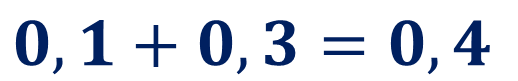 0,1 + 0,3 = 0,4